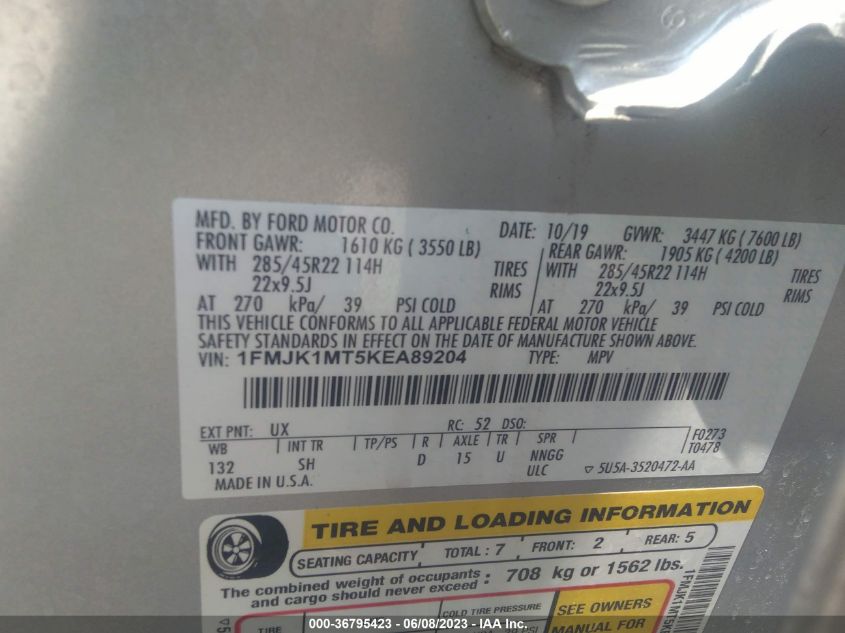 MFD. BY FORD MOTOR CO. DATE: 10/19 GVWR: 3447 KG ( 7600 LB)
FRONT GAWR: 1610 KG ( 3550 LB) REAR GAWR: 1905 KG ( 4200 LB)
WITH 285/45R22 114H TIRES WITH 285/45R22 114H TIRES
22x9.5J RIMS 22x9.5J RIMS
AT 270 kPa/ 39 PSI COLD AT 270 kPa/ 39 PSI COLD
THIS VEHICLE CONFORMS TO ALL APPLICABLE FEDERAL MOTOR VEHICLE
SAFETY STANDARDS IN EFFECT ON THE DATE OF MANUFACTURE SHOWN ABOVE.
VIN: 1FMJK1MT5KEA89204 TYPE: MPV
EXT PNT: UX RC: 52 DSO: F0273
WB INT TR TP/PS R AXLE TR SPR T0478
132 SH D 15 U NNGG
ULC 5U5A-3520472-AA
MADE IN U.S.A.
TIRE AND LOADING INFORMATION
SEATING CAPACITY TOTAL : 7 FRONT: 2 REAR: 5
The combined weight of occupants : 708 kg or 1562 lbs.
and cargo should never exceed
TIRE COLD TIRE PRESSURE SEE OWNERS
MANUAL FOR
000-36795423 - 06/08/2023 - IAA Inc.